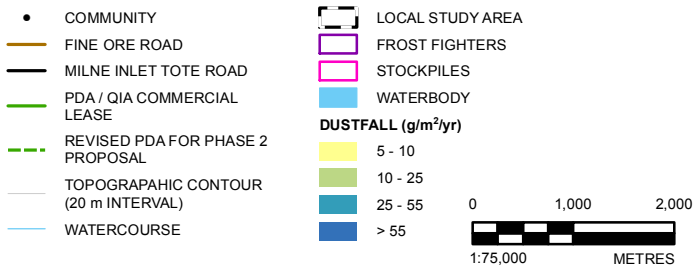 COMMUNITY
FINE ORE ROAD
MILNE INLET TOTE ROAD
PDA / QIA COMMERCIAL
LEASE
REVISED PDA FOR PHASE 2
PROPOSAL
TOPOGRAPAHIC CONTOUR
(20 m INTERVAL)
WATERCOURSE
LOCAL STUDY AREA
FROST FIGHTERS
STOCKPILES
WATERBODY
DUSTFALL (g/m²/yr)
5 - 10
10 - 25
25 - 55
> 55
0 1,000 2,000
1:75,000 METRES